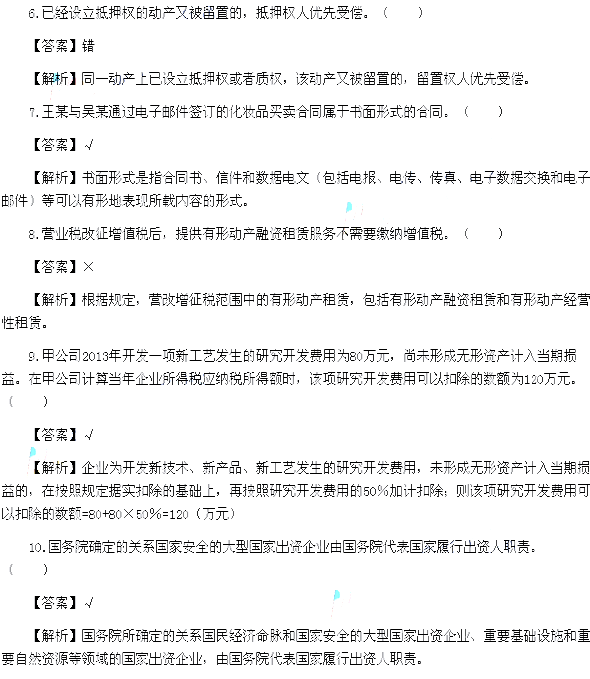 6.已经设立抵押权的动产又被留置的，抵押权人优先受偿。（　　）
【答案】错
【解析】同一动产上已设立抵押权或者质权，该动产又被留置的，留置权人优先受偿。
7.王某与吴某通过电子邮件签订的化妆品买卖合同属于书面形式的合同。（　　）
【答案】√
【解析】书面形式是指合同书、信件和数据电文（包括电报、电传、传真、电子数据交换和电子
邮件）等可以有形地表现所载内容的形式。
8.营业税改征增值税后，提供有形动产融资租赁服务不需要缴纳增值税。（　　）
【答案】×
【解析】根据规定，营改增征税范围中的有形动产租赁，包括有形动产融资租赁和有形动产经营
性租赁。
9.甲公司2013年开发一项新工艺发生的研究开发费用为80万元，尚未形成无形资产计入当期损
益。在甲公司计算当年企业所得税应纳税所得额时，该项研究开发费用可以扣除的数额为120万元。
（　　）
【答案】√
【解析】企业为开发新技术、新产品、新工艺发生的研究开发费用，未形成无形资产计入当期损
益的，在按照规定据实扣除的基础上，再按照研究开发费用的50％加计扣除；则该项研究开发费用可
以扣除的数额=80+80×50％=120（万元）
10.国务院确定的关系国家安全的大型国家出资企业由国务院代表国家履行出资人职责。
（　　）
【答案】√
【解析】国务院所确定的关系国民经济命脉和国家安全的大型国家出资企业、重要基础设施和重
要自然资源等领域的国家出资企业，由国务院代表国家履行出资人职责。